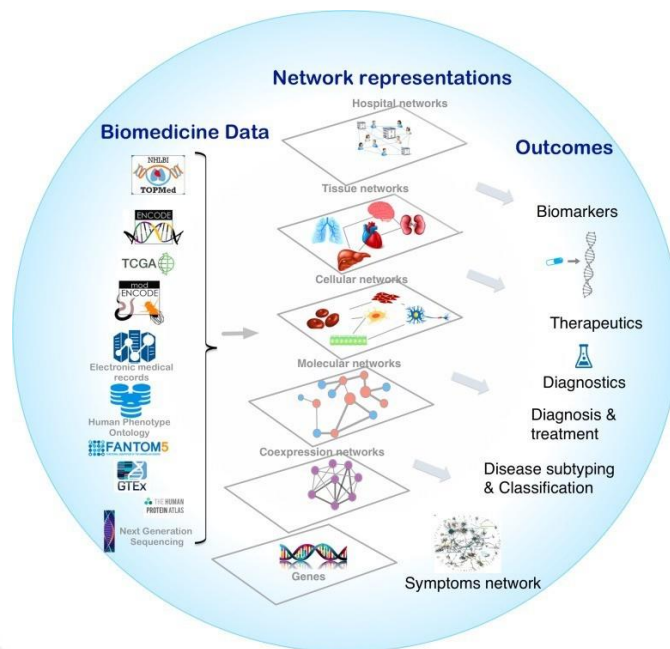 Network representations
Hospital networks
Biomedicine Data
Outcomes
NHLBI
TOPMed
Tissue networks
Biomarkers
ENCODE
TCGA
Cellular networks
mod
ENCODE
Therapeutics
Electronic medical
records
Molecular networks
Diagnostics
Human Phenotype
Ontology
Diagnosis &
treatment
FANTOM5
Coexpression networks
GTEx
Disease subtyping
& Classification
THE HUMAN
PROTEIN ATLAS
Next Generation
Sequencing
Genes
Symptoms network